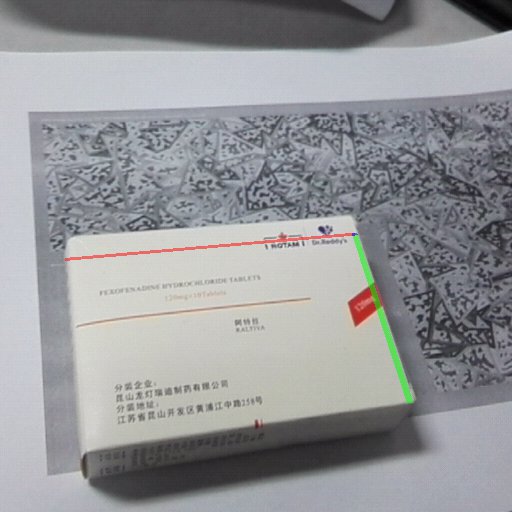 ROTAM Dr.Reddy's
FEXOFENADINE HYDROCHLORIDE TABLETS
120mg×10Tablets
120mg
阿特拉
RALTIVA
分装企业:
昆山龙灯瑞迪制药有限公司
分装地址:
江苏省昆山开发区黄浦江中路258号